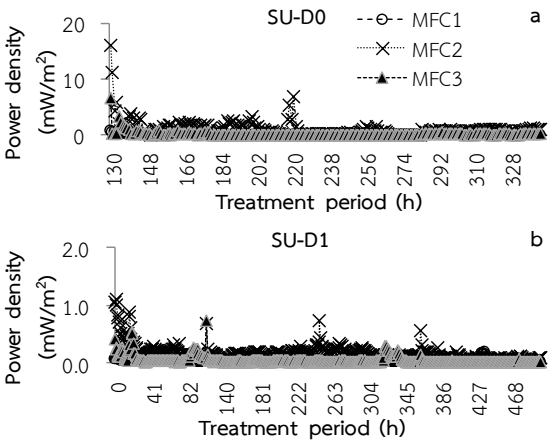 SU-D0
a
MFC1
MFC2
MFC3
Power density
(mW/m²)
20
10
0
130 148 166 184 202 220 238 256 274 292 310 328
Treatment period (h)
SU-D1
b
Power density
(mW/m²)
2.0
1.0
0.0
0 41 82 140 181 222 263 304 345 386 427 468
Treatment period (h)